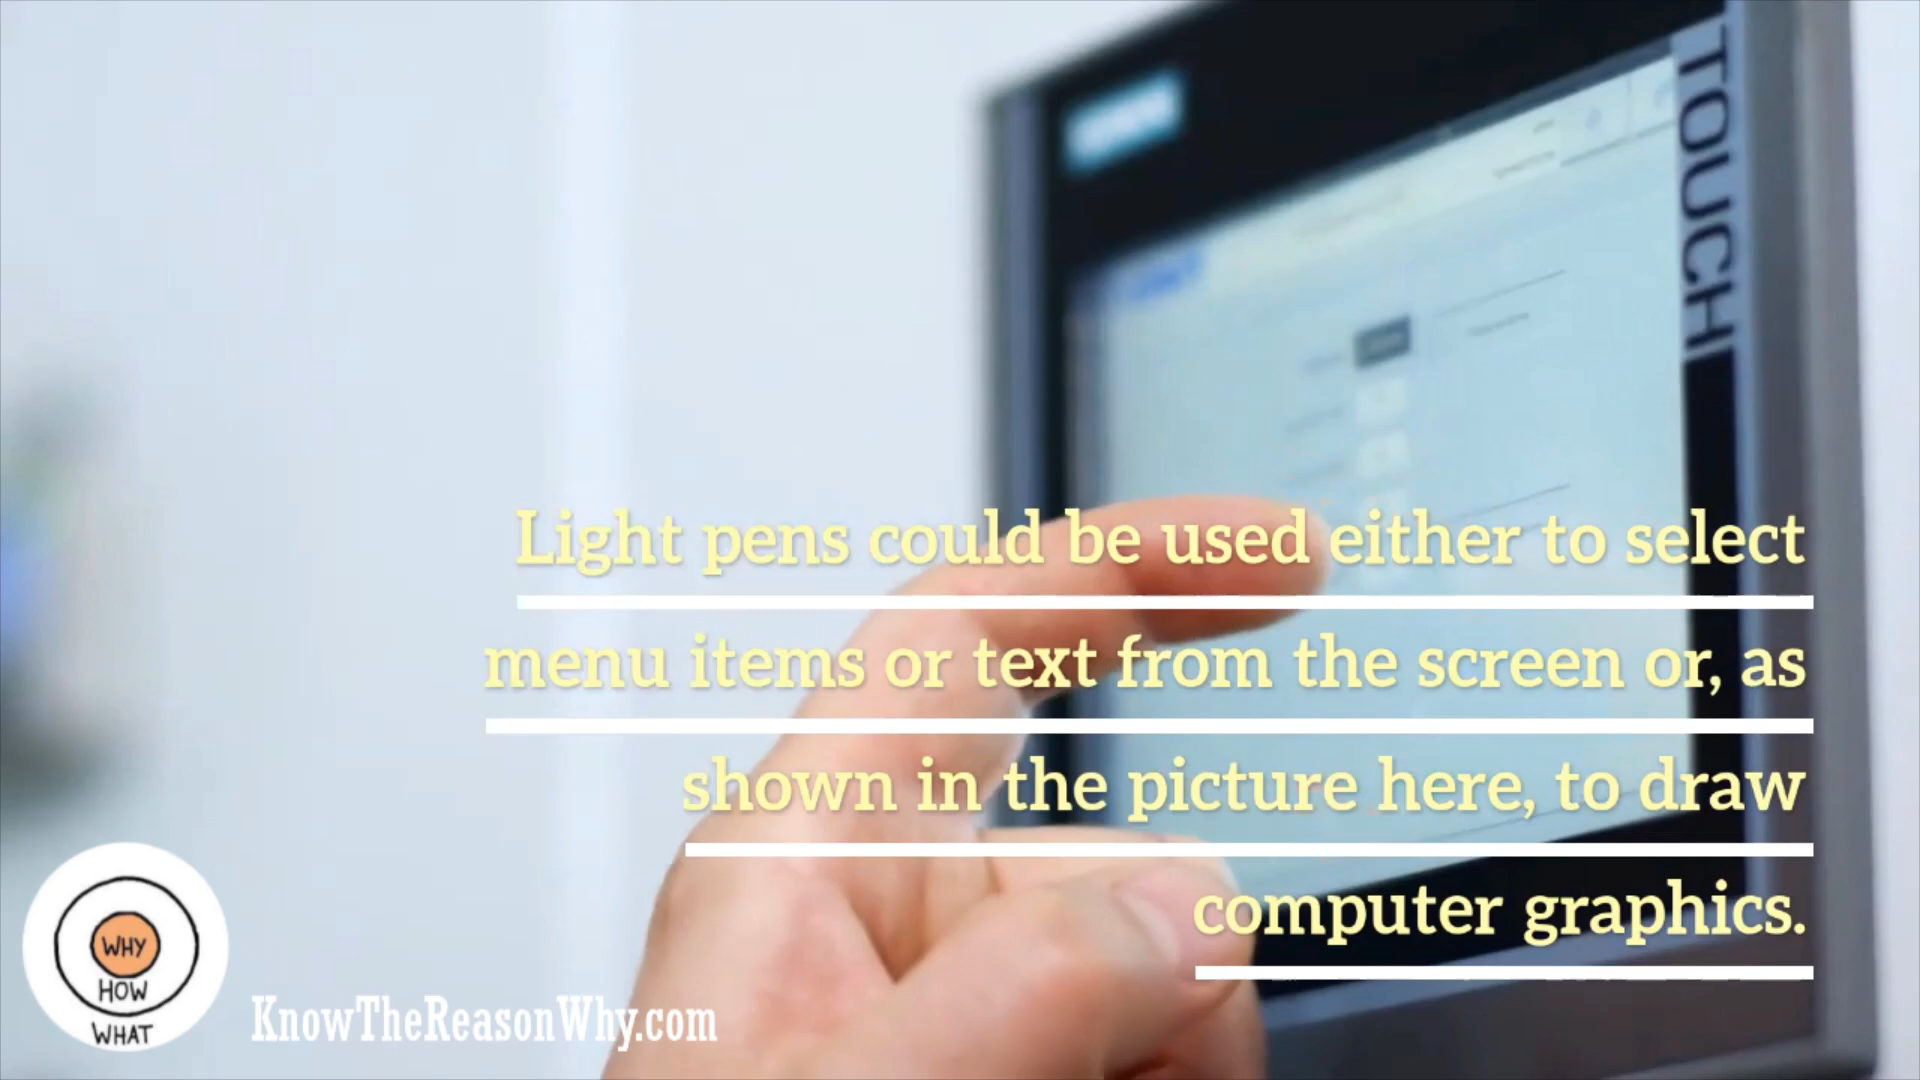 TOUCH
Light pens could be used either to select
menu items or text from the screen or, as
shown in the picture here, to draw
computer graphics.
WHY
HOW
WHAT
KnowTheReasonWhy.com